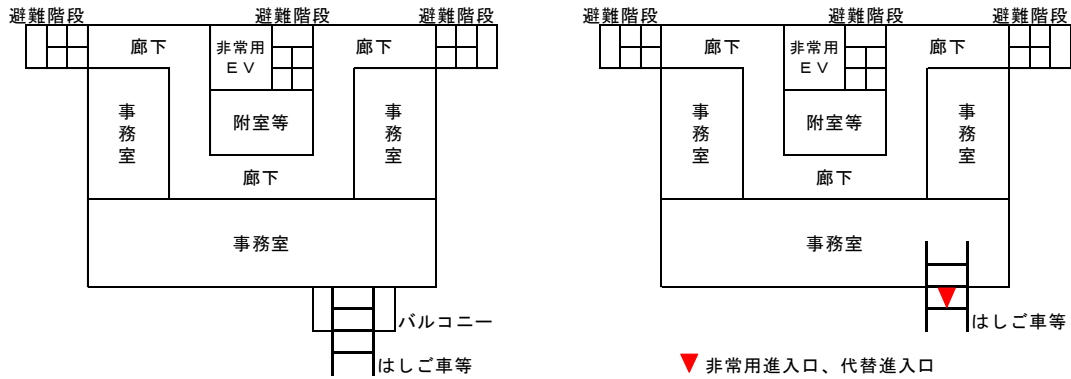 避難階段 避難階段 避難階段
廊下 非常用 廊下
ＥＶ
事務室 附室等 事務室
廊下
事務室
バルコニー
はしご車等
避難階段 避難階段 避難階段
廊下 非常用 廊下
ＥＶ
事務室 附室等 事務室
廊下
事務室
はしご車等
非常用進入口、代替進入口